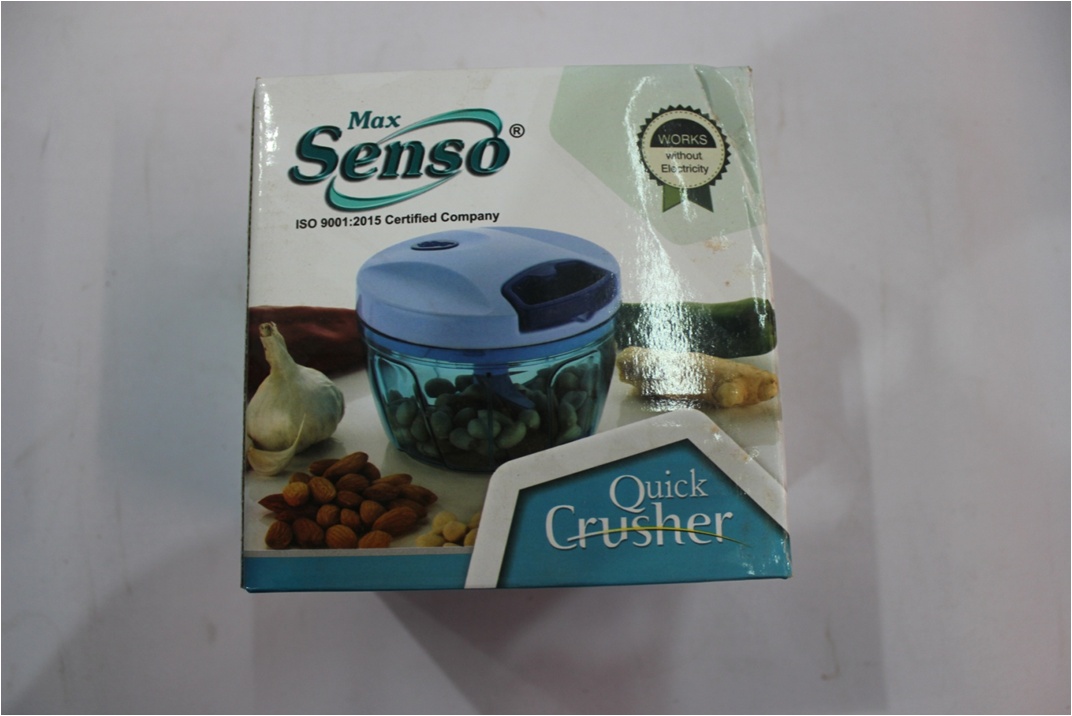 Max
Senso®
ISO 9001:2015 Certified Company
WORKS
without
Electricity
Quick
Crusher